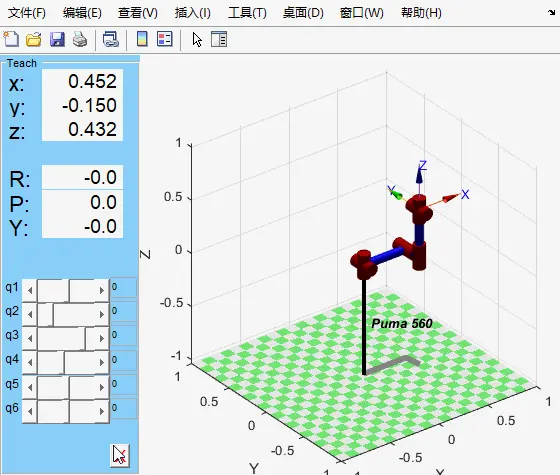 文件(F) 编辑(E) 查看(V) 插入(I) 工具(T) 桌面(D) 窗口(W) 帮助(H)
Teach
x: 0.452
y: -0.150
z: 0.432
R: -0.0
P: 0.0
Y: -0.0
q1 0
q2 0
q3 0
q4 0
q5 0
q6 0
1
0.5
0
-0.5
-1
Z
Z
Y
X
Puma 560
1
0.5
0
-0.5
-1
Y
-1
-0.5
0
0.5
1
X